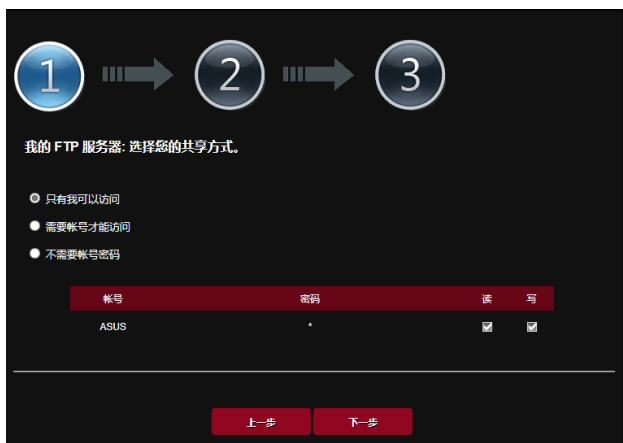 1 2 3
我的 FTP 服务器: 选择您的共享方式。
只有我可以访问
需要帐号才能访问
不需要帐号密码
帐号 密码 读 写
ASUS *
上一步 下一步